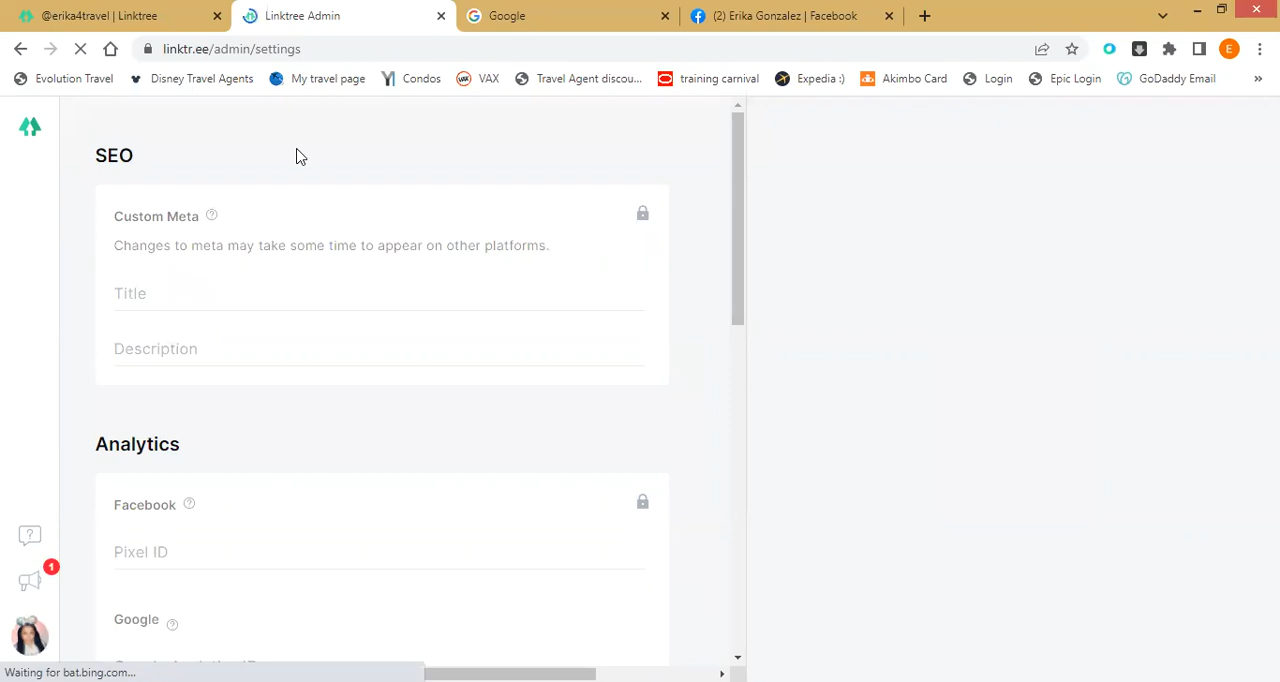 @erika4travel | Linktree
Linktree Admin
Google
(2) Erika Gonzalez | Facebook
linktr.ee/admin/settings
E
Evolution Travel
Disney Travel Agents
My travel page
Condos
VAX
Travel Agent discou...
training carnival
Expedia :)
Akimbo Card
Login
Epic Login
GoDaddy Email
»
SEO
Custom Meta ?
Changes to meta may take some time to appear on other platforms.
Title
Description
Analytics
Facebook ?
Pixel ID
Google ?
?
1
Waiting for bat.bing.com...